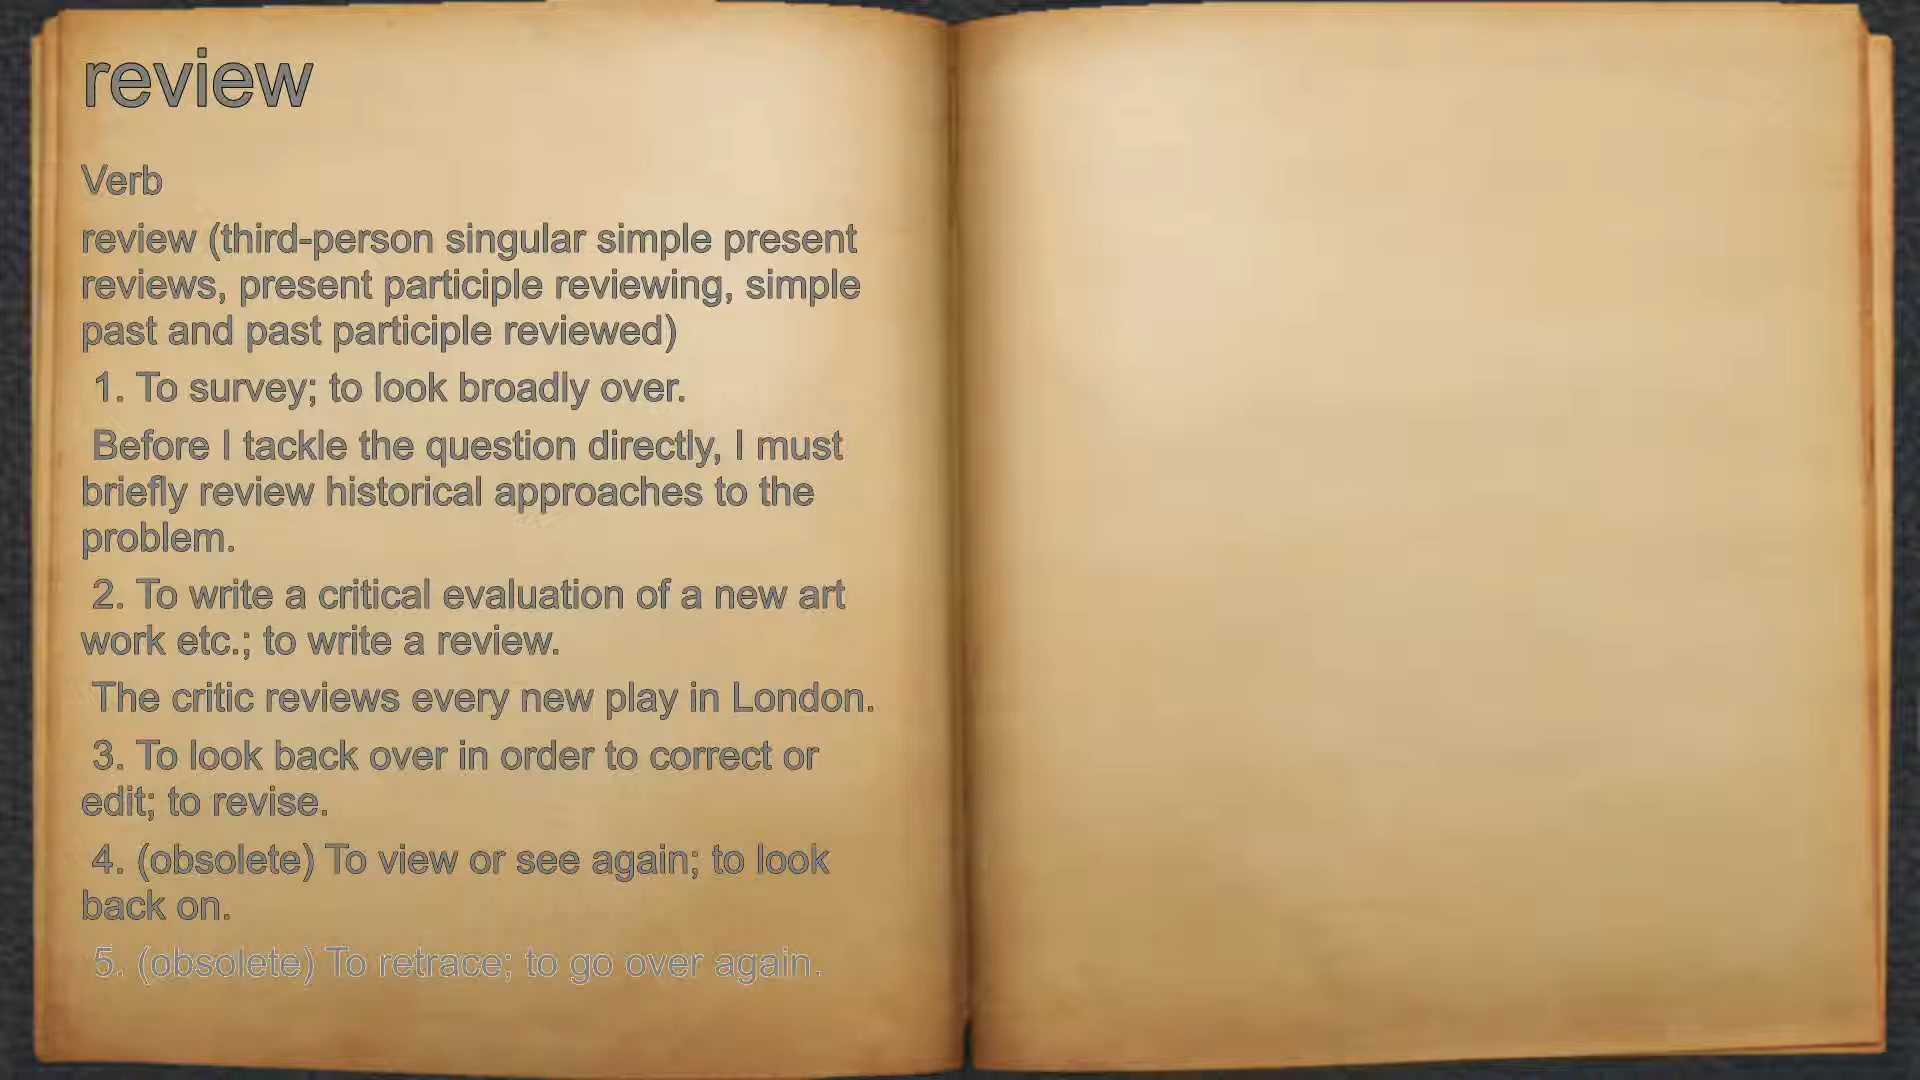 review
Verb
review (third-person singular simple present
reviews, present participle reviewing, simple
past and past participle reviewed)
1. To survey; to look broadly over.
Before I tackle the question directly, I must
briefly review historical approaches to the
problem.
2. To write a critical evaluation of a new art
work etc.; to write a review.
The critic reviews every new play in London.
3. To look back over in order to correct or
edit; to revise.
4. (obsolete) To view or see again; to look
back on.
5. (obsolete) To retrace; to go over again.